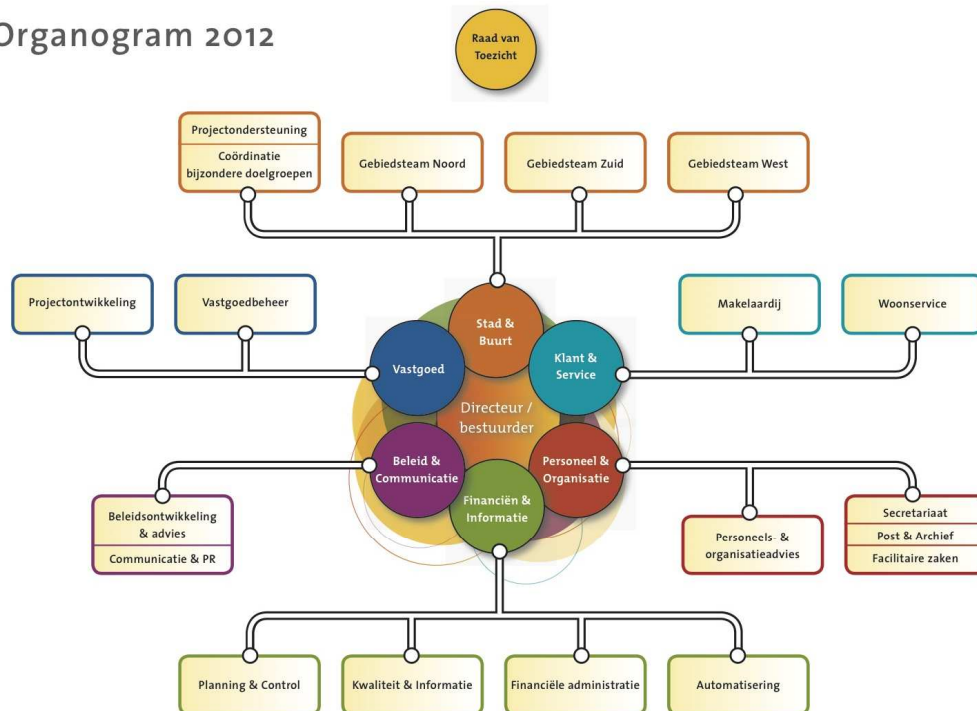 Organogram 2012
Raad van
Toezicht
Projectondersteuning
Coördinatie
bijzondere doelgroepen
Gebiedsteam Noord
Gebiedsteam Zuid
Gebiedsteam West
Projectontwikkeling
Vastgoedbeheer
Makelaardij
Woonservice
Stad &
Buurt
Vastgoed
Klant &
Service
Directeur /
bestuurder
Beleid &
Communicatie
Personeel &
Organisatie
Financiën &
Informatie
Beleidsontwikkeling
& advies
Communicatie & PR
Personeels- &
organisatieadvies
Secretariaat
Post & Archief
Facilitaire zaken
Planning & Control
Kwaliteit & Informatie
Financiële administratie
Automatisering